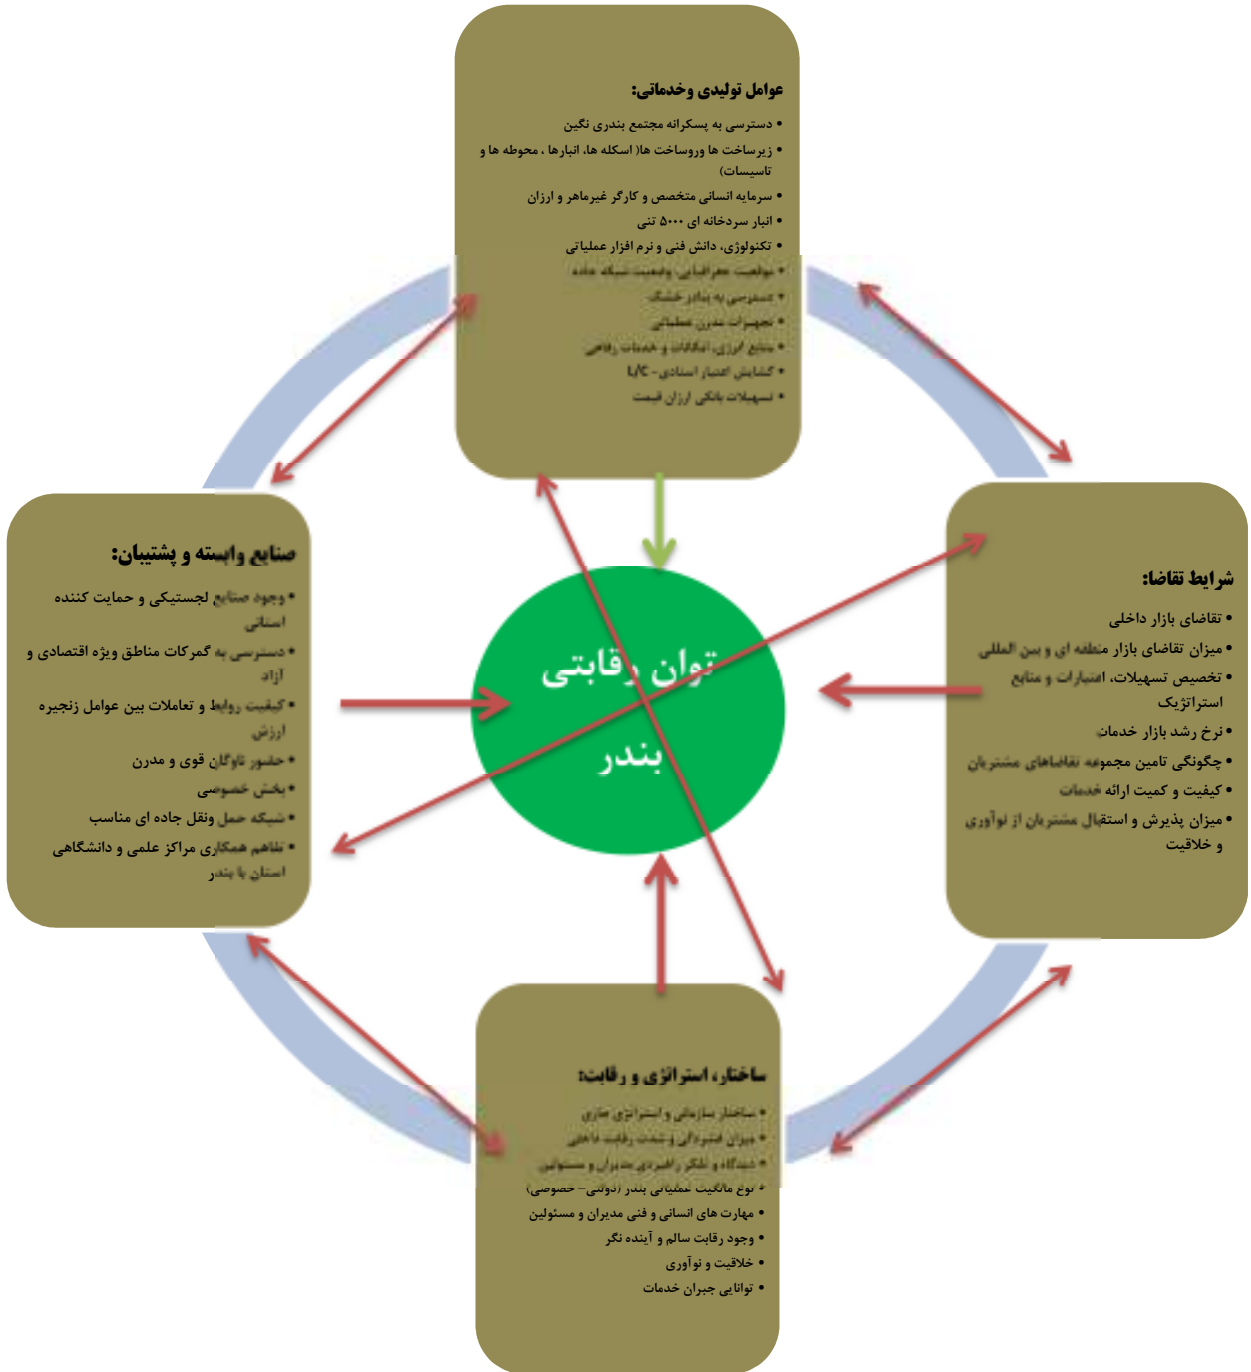 عوامل تولیدی وخدماتی:
• دسترسی به پسکرانه مجتمع بندری نگین
• زیرساخت ها وروساخت ها( اسکله ها، انبارها ، محوطه ها و
تاسیسات)
• سرمایه انسانی متخصص و کارگر غیرماهر و ارزان
• انبار سردخانه ای ۵۰۰۰ تنی
• تکنولوژی، دانش فنی و نرم افزار عملیاتی
• موقعیت جغرافیایی، وضعیت شبکه جاده
• دسترسی به بنادر خشک
• تجهیزات مدرن عملیاتی
• منابع انرژی، امکانات و خدمات رفاهی
• گشایش اعتبار اسنادی- L/C
• تسهیلات بانکی ارزان قیمت
شرایط تقاضا:
• تقاضای بازار داخلی
• میزان تقاضای بازار منطقه ای و بین المللی
• تخصیص تسهیلات، اعتبارات و منابع
استراتژیک
• نرخ رشد بازار خدمات
• چگونگی تامین مجموعه تقاضاهای مشتریان
• کیفیت و کمیت ارائه خدمات
• میزان پذیرش و استقبال مشتریان از نوآوری
و خلاقیت
توان رقابتی
بندر
صنایع وابسته و پشتیبان:
• وجود صنایع لجستیکی و حمایت کننده
استانی
• دسترسی به گمرکات مناطق ویژه اقتصادی و
آزاد
• کیفیت روابط و تعاملات بین عوامل زنجیره
ارزش
• حضور ناوگان قوی و مدرن
• بخش خصوصی
• شبکه حمل ونقل جاده ای مناسب
• تفاهم همکاری مراکز علمی و دانشگاهی
استان با بندر
ساختار، استراتژی و رقابت:
• ساختار سازمانی و استراتژی جاری
• میزان فشردگی و شدت رقابت داخلی
• دیدگاه و تفکر راهبردی مدیران و مسئولین
• نوع مالکیت عملیاتی بندر (دولتی- خصوصی)
• مهارت های انسانی و فنی مدیران و مسئولین
• وجود رقابت سالم و آینده نگر
• خلاقیت و نوآوری
• توانایی جبران خدمات